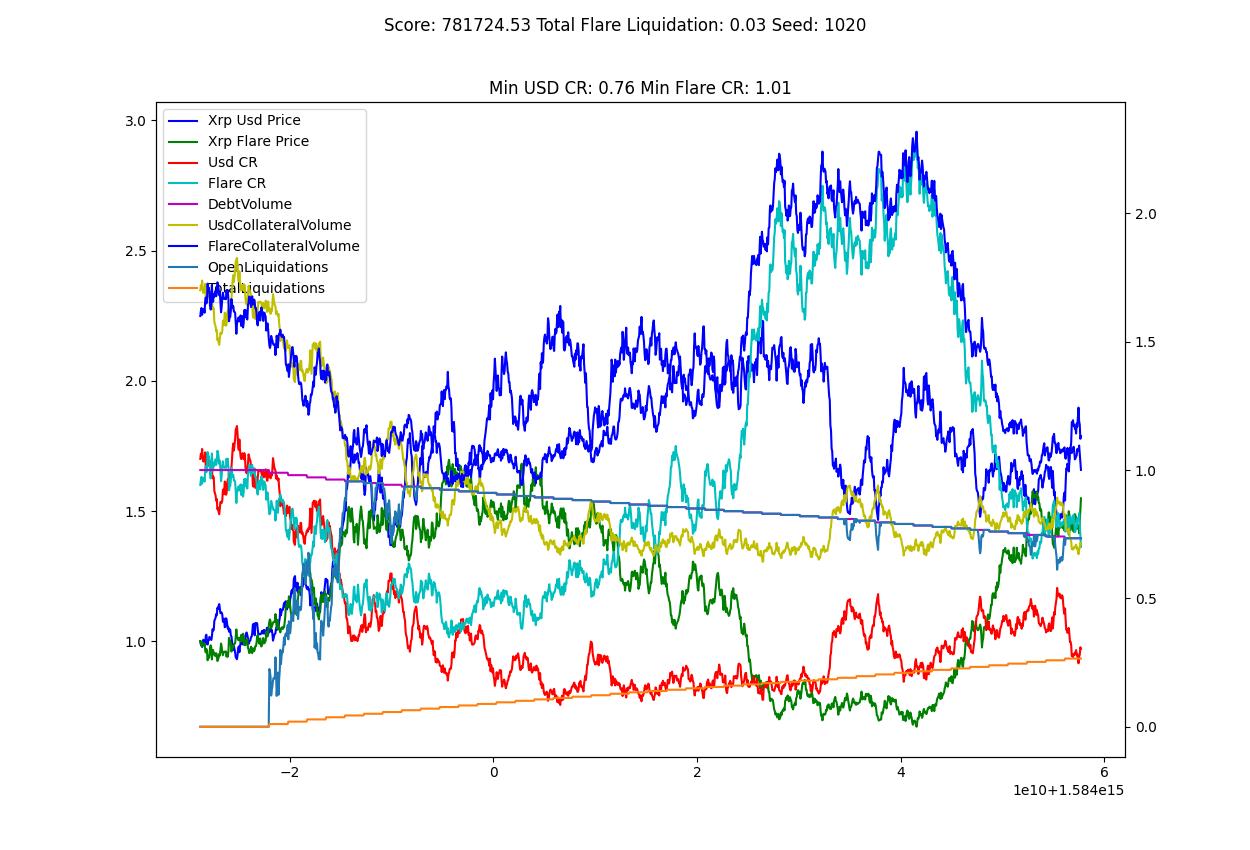 Score: 781724.53 Total Flare Liquidation: 0.03 Seed: 1020
Min USD CR: 0.76 Min Flare CR: 1.01
Xrp Usd Price
Xrp Flare Price
Usd CR
Flare CR
DebtVolume
UsdCollateralVolume
FlareCollateralVolume
OpenLiquidations
TotalLiquidations
3.0
2.5
2.0
1.5
1.0
2.0
1.5
1.0
0.5
0.0
−2
0
2
4
6
1e10+1.584e15